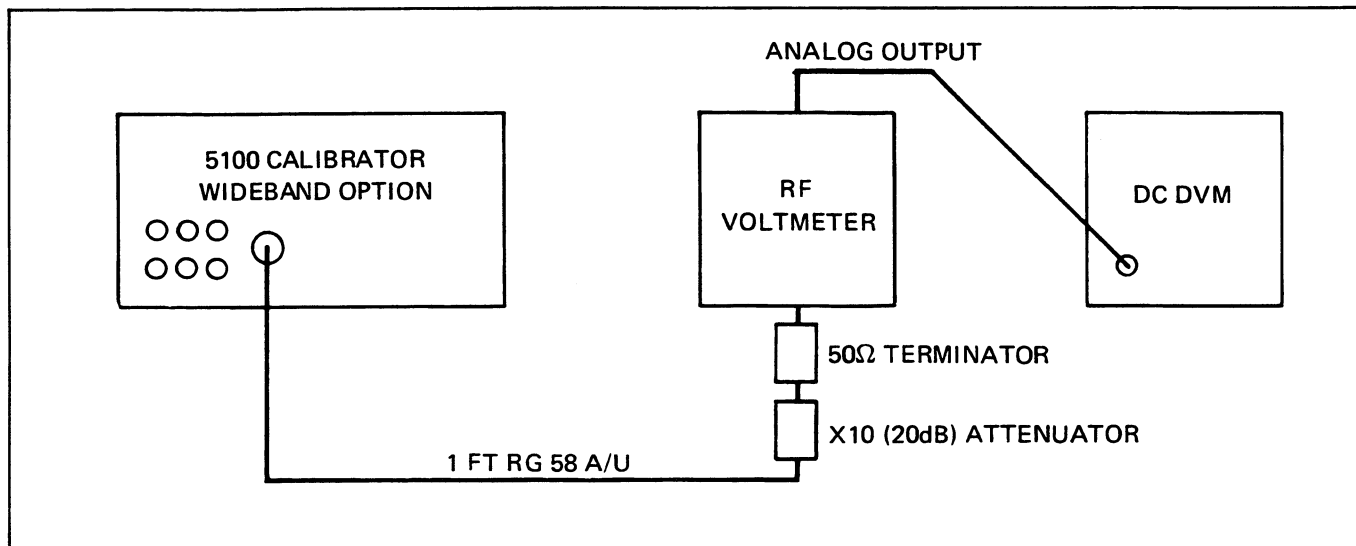 ANALOG OUTPUT
5100 CALIBRATOR
WIDEBAND OPTION
RF
VOLTMETER
DC DVM
50Ω TERMINATOR
X10 (20dB) ATTENUATOR
1 FT RG 58 A/U